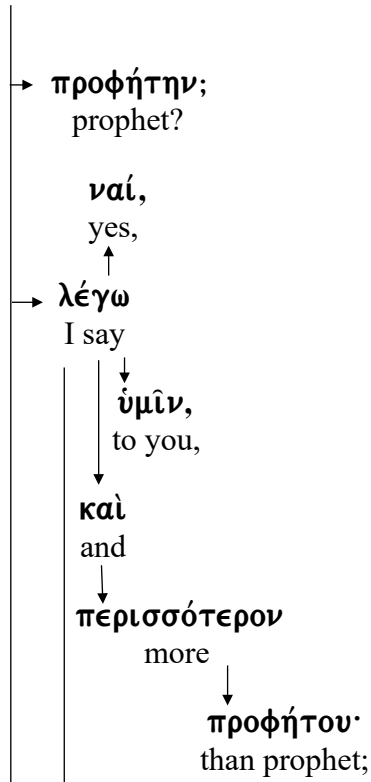 προφήτην;
prophet?
ναί,
yes,
λέγω
I say
ὑμῖν,
to you,
καὶ
and
περισσότερον
more
προφήτου·
than prophet;